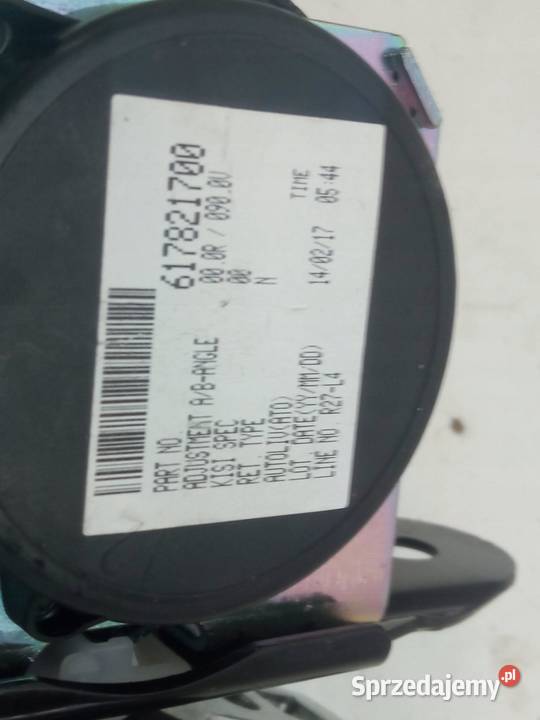 PART NO. 617821700
ADJUSTMENT A/B-ANGLE 00.0R / 090.0V
KISI SPEC 00
RET. TYPE N
AUTOLIV(ATO) TIME
LOT. DATE(YY/MM/DD) 14/02/17 05:44
LINE NO. R27-L4
Sprzedajemy.pl